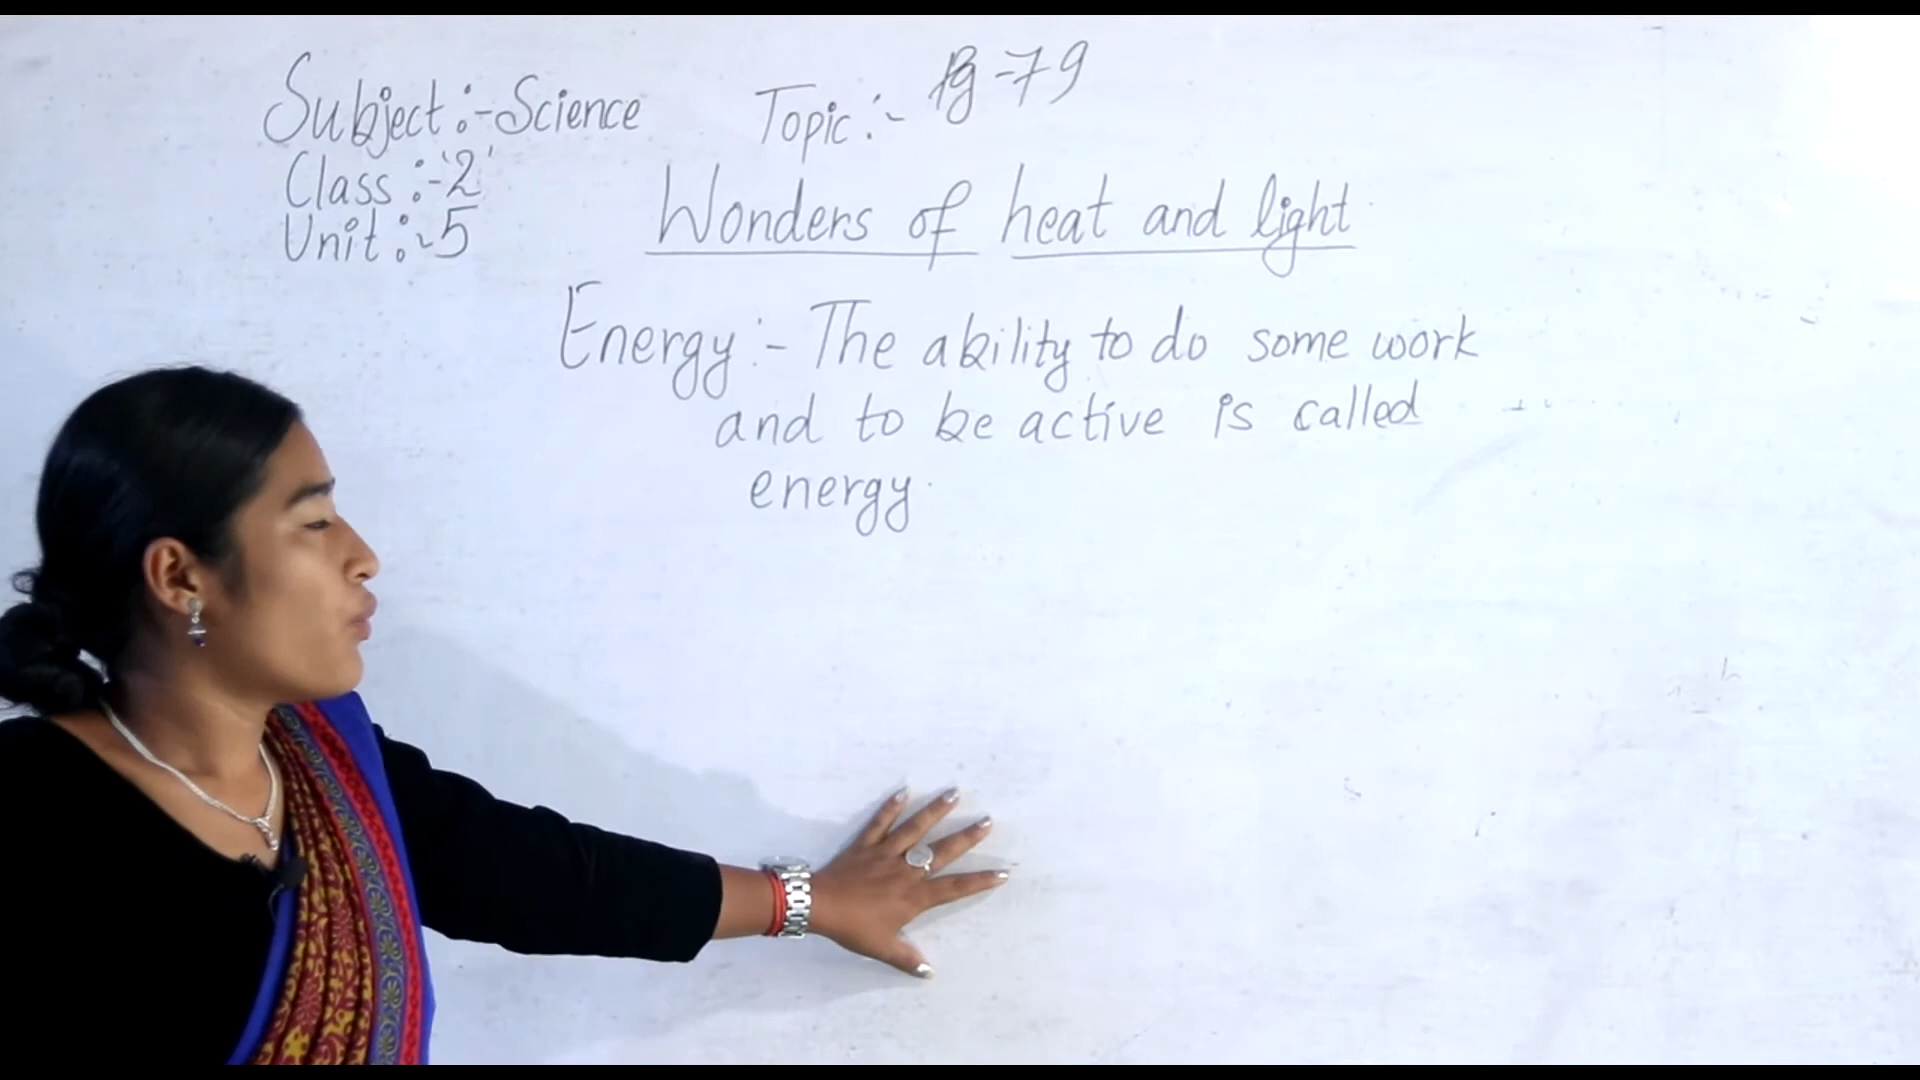 Subject:-Science Topic:- Pg-79
Class:-'2'
Unit:-5
Wonders of heat and light
Energy:- The ability to do some work
and to be active is called
energy.